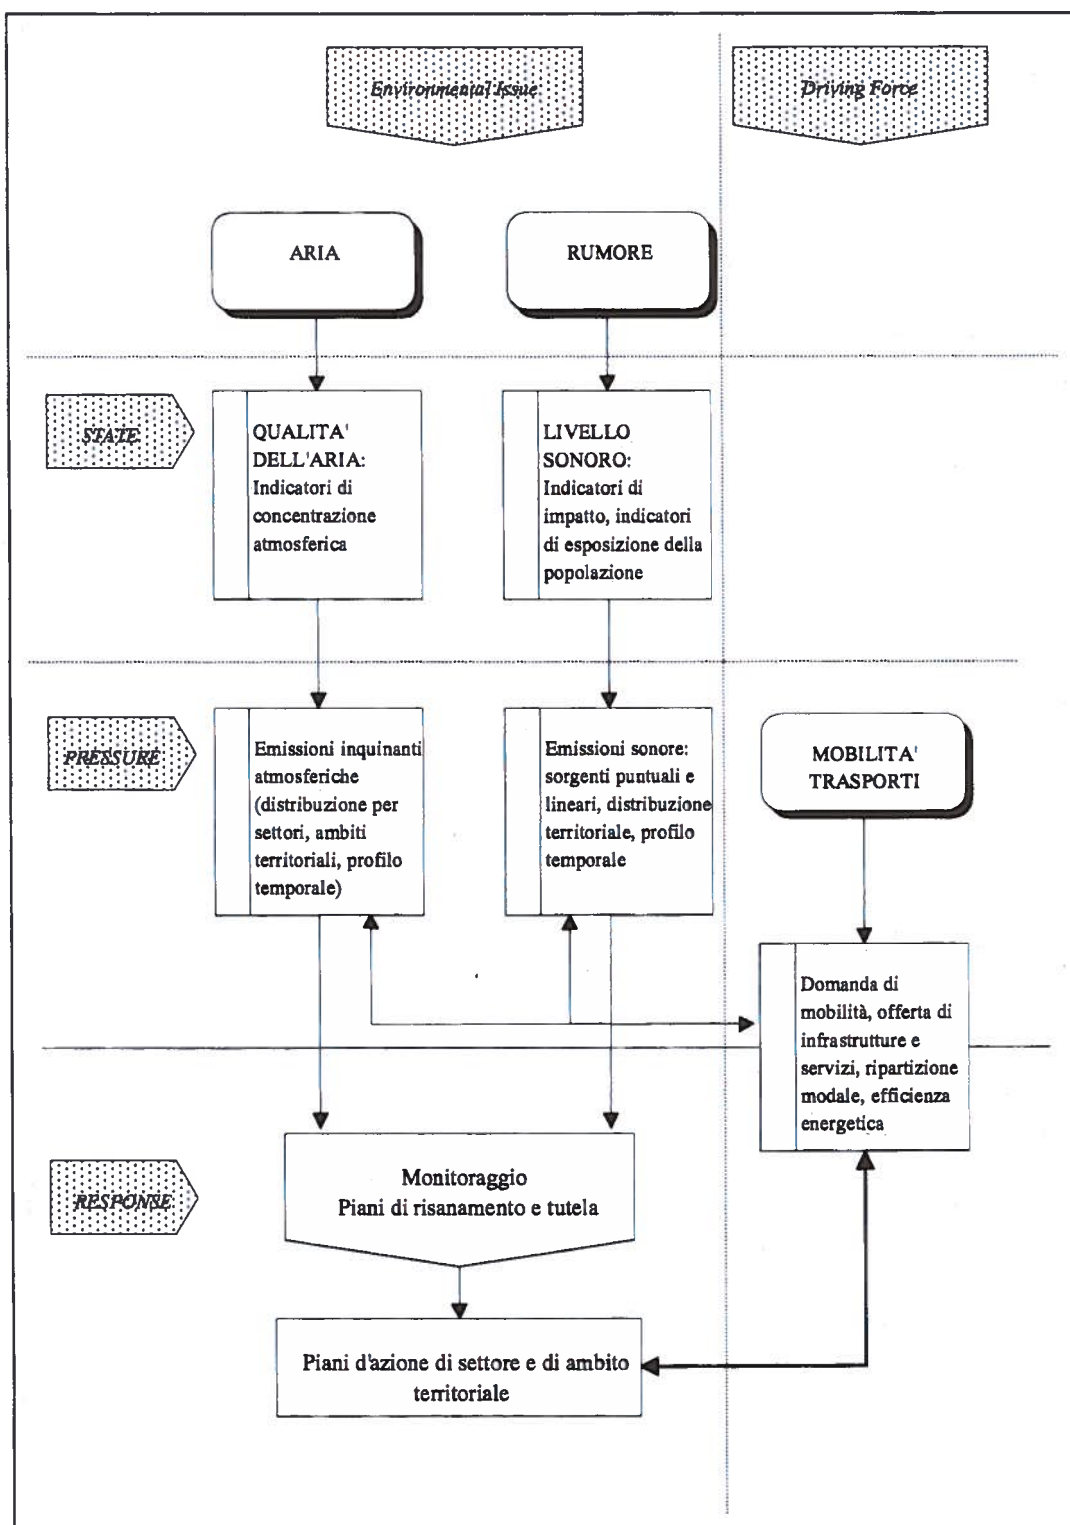 Environmental Issue
Driving Force
ARIA
RUMORE
STATE
QUALITA'
DELL'ARIA:
Indicatori di
concentrazione
atmosferica
LIVELLO
SONORO:
Indicatori di
impatto, indicatori
di esposizione della
popolazione
PRESSURE
Emissioni inquinanti
atmosferiche
(distribuzione per
settori, ambiti
territoriali, profilo
temporale)
Emissioni sonore:
sorgenti puntuali e
lineari, distribuzione
territoriale, profilo
temporale
MOBILITA'
TRASPORTI
Domanda di
mobilità, offerta di
infrastrutture e
servizi, ripartizione
modale, efficienza
energetica
RESPONSE
Monitoraggio
Piani di risanamento e tutela
Piani d'azione di settore e di ambito
territoriale